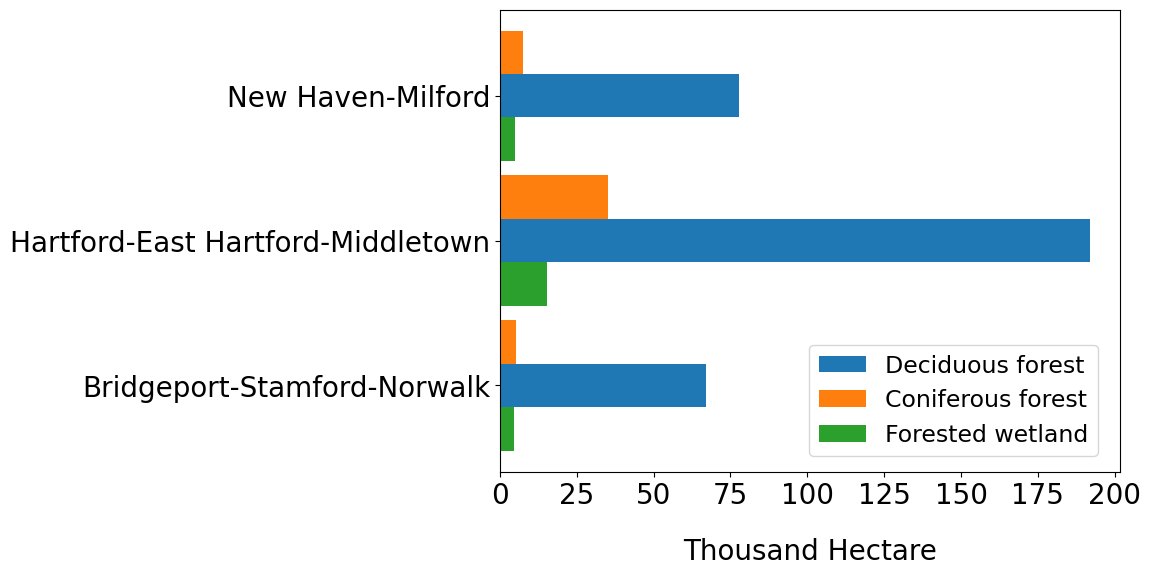 New Haven-Milford
Hartford-East Hartford-Middletown
Bridgeport-Stamford-Norwalk
Deciduous forest
Coniferous forest
Forested wetland
0 25 50 75 100 125 150 175 200
Thousand Hectare